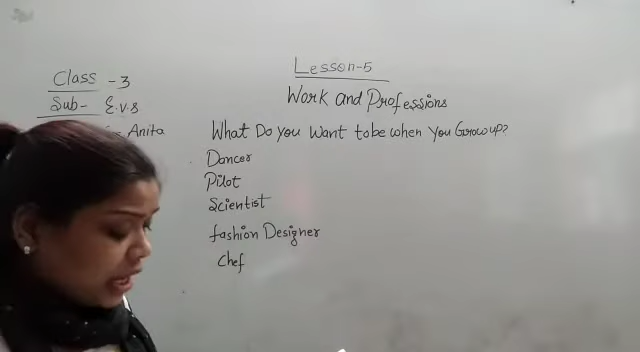 Class - 3
Sub- E.V.S
Anita
Lesson-5
Work and Professions
What Do you Want to be when you Grow up?
Dancer
Pilot
Scientist
fashion Designer
Chef